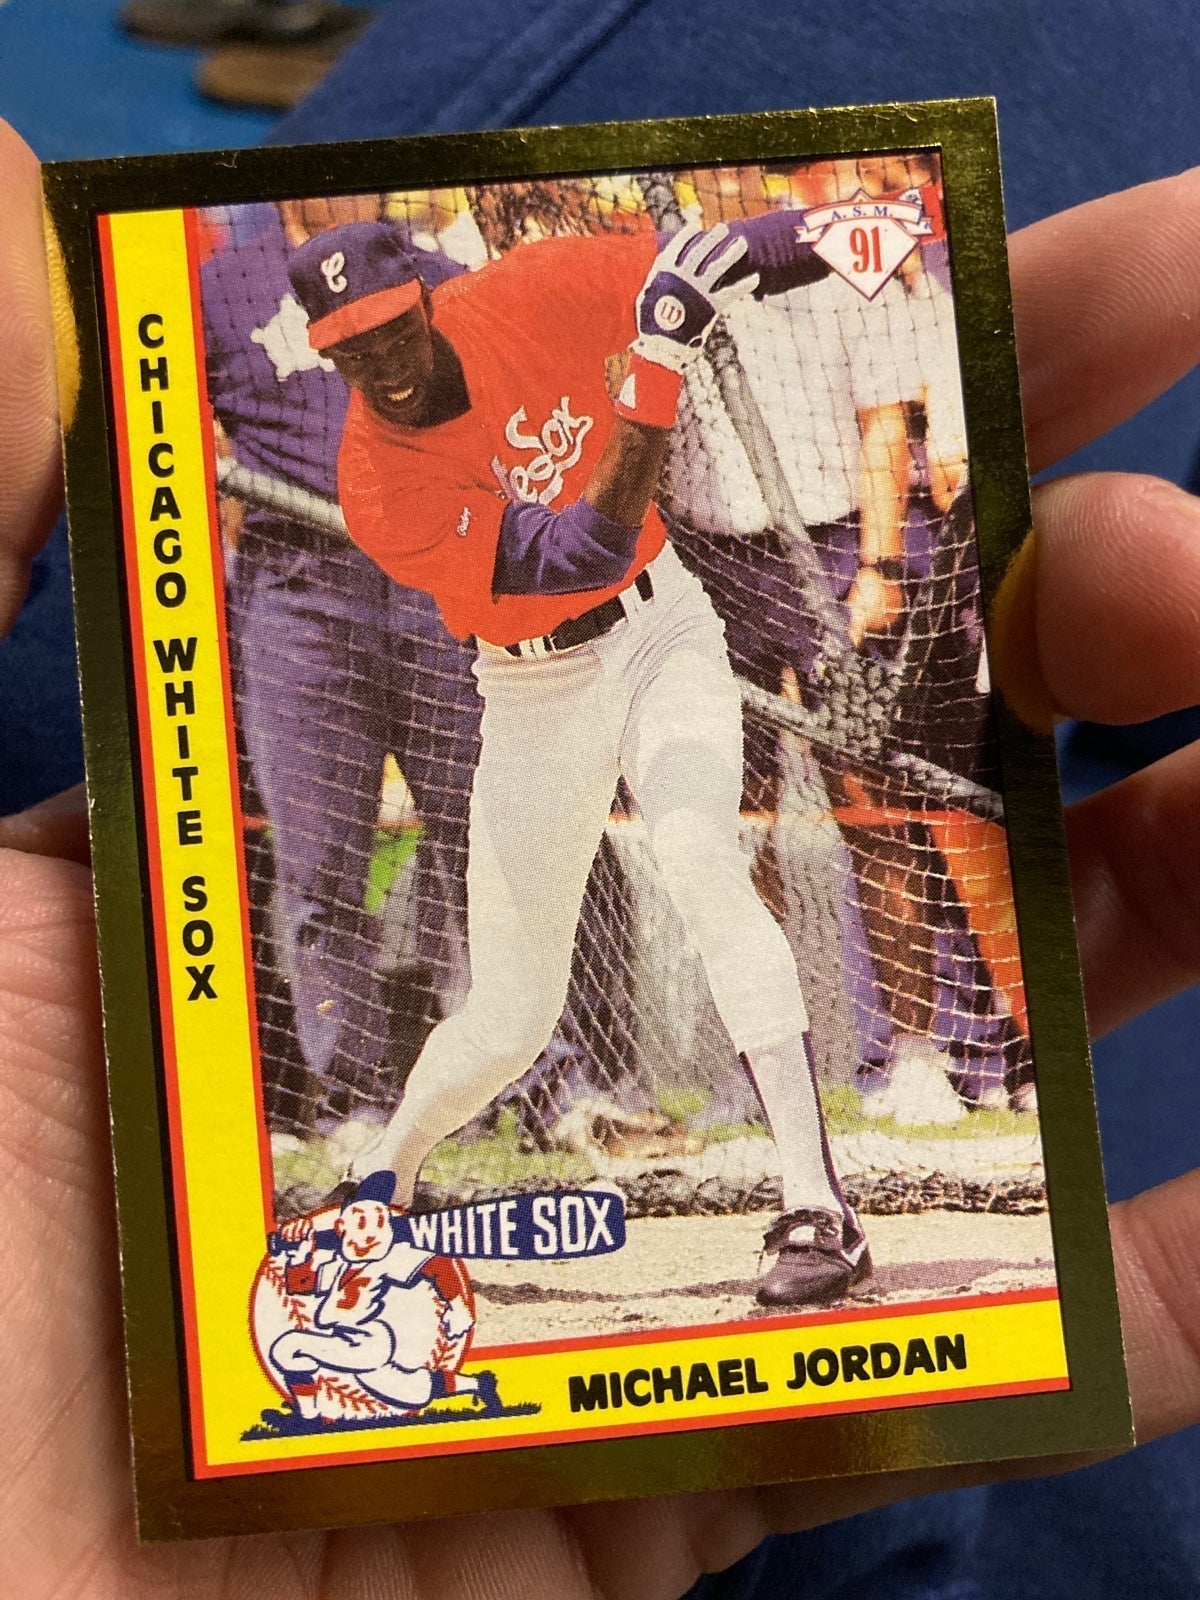 A. S. M.
91
C
Sox
CHICAGO WHITE SOX
WHITE SOX
MICHAEL JORDAN